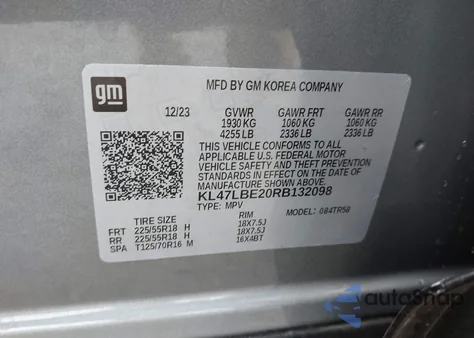 gm
MFD BY GM KOREA COMPANY
12/23 GVWR GAWR FRT GAWR RR
1930 KG 1060 KG 1060 KG
4255 LB 2336 LB 2336 LB
THIS VEHICLE CONFORMS TO ALL
APPLICABLE U.S. FEDERAL MOTOR
VEHICLE SAFETY AND THEFT PREVENTION
STANDARDS IN EFFECT ON THE DATE OF
MANUFACTURE SHOWN ABOVE.
KL47LBE20RB132098
TYPE: MPV MODEL: 084TR58
TIRE SIZE RIM
FRT 225/55R18 H 18X7.5J
RR 225/55R18 H 18X7.5J
SPA T125/70R16 M 16X4BT
autoSnap